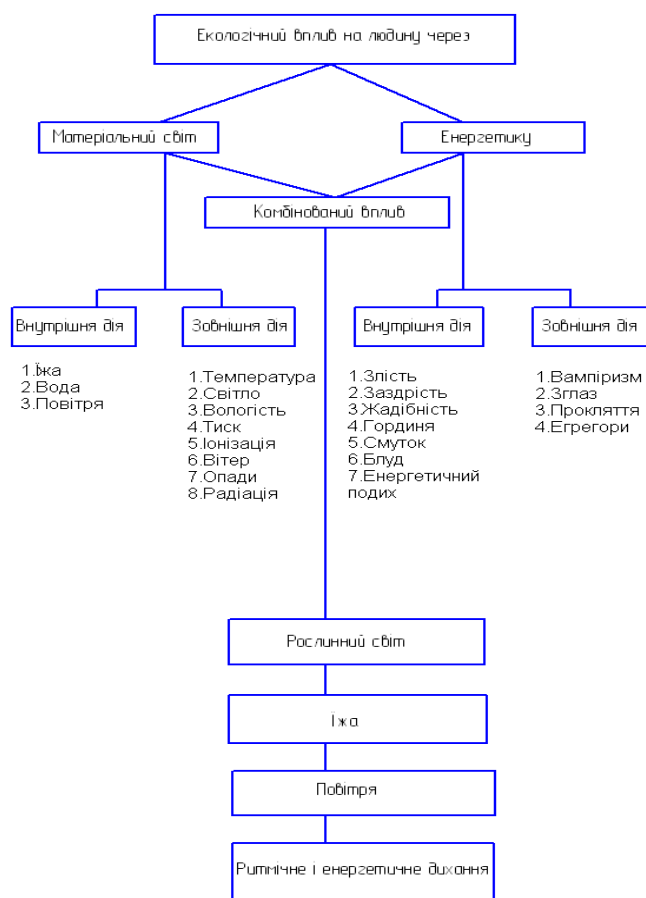 Екологічний вплив на людину через
Матеріальний світ
Енергетику
Комбінований вплив
Внутрішня дія
Зовнішня дія
Внутрішня дія
Зовнішня дія
1.Їжа
2.Вода
3.Повітря
1.Температура
2.Світло
3.Вологість
4.Тиск
5.Іонізація
6.Вітер
7.Опади
8.Радіація
1.Злість
2.Заздрість
3.Жадібність
4.Гординя
5.Смуток
6.Блуд
7.Енергетичний
подих
1.Вампіризм
2.Зглаз
3.Прокляття
4.Егрегори
Рослинний світ
Їжа
Повітря
Ритмічне і енергетичне дихання